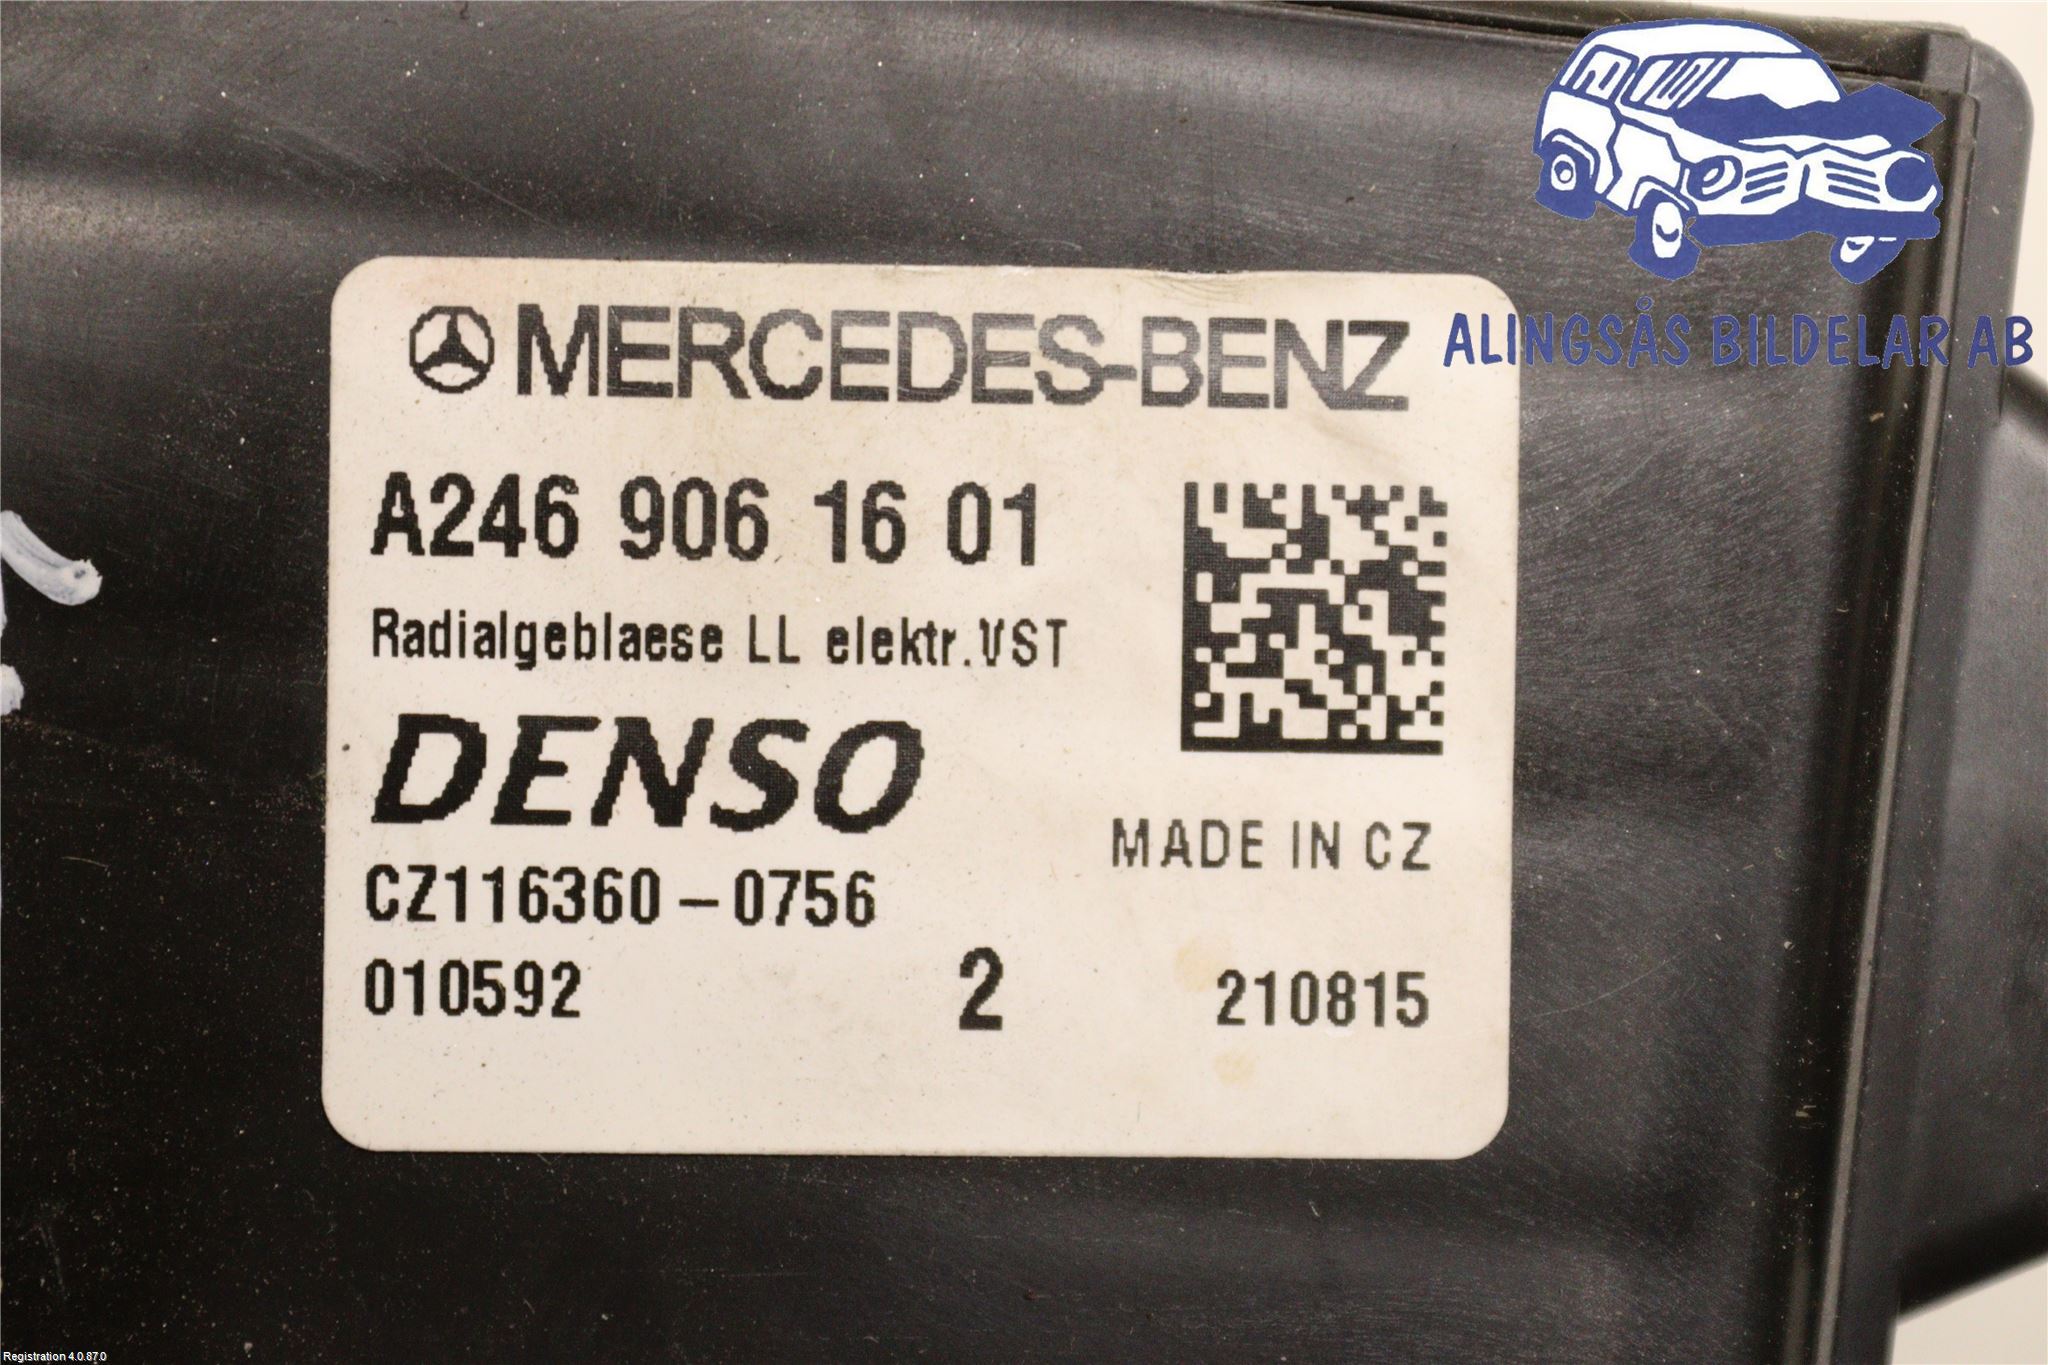 ALINGSÅS BILDELAR AB
MERCEDES-BENZ
A246 906 16 01
Radialgeblaese LL elektr.VST
DENSO
MADE IN CZ
CZ116360-0756
010592 2 210815
Registration 4.0.87.0